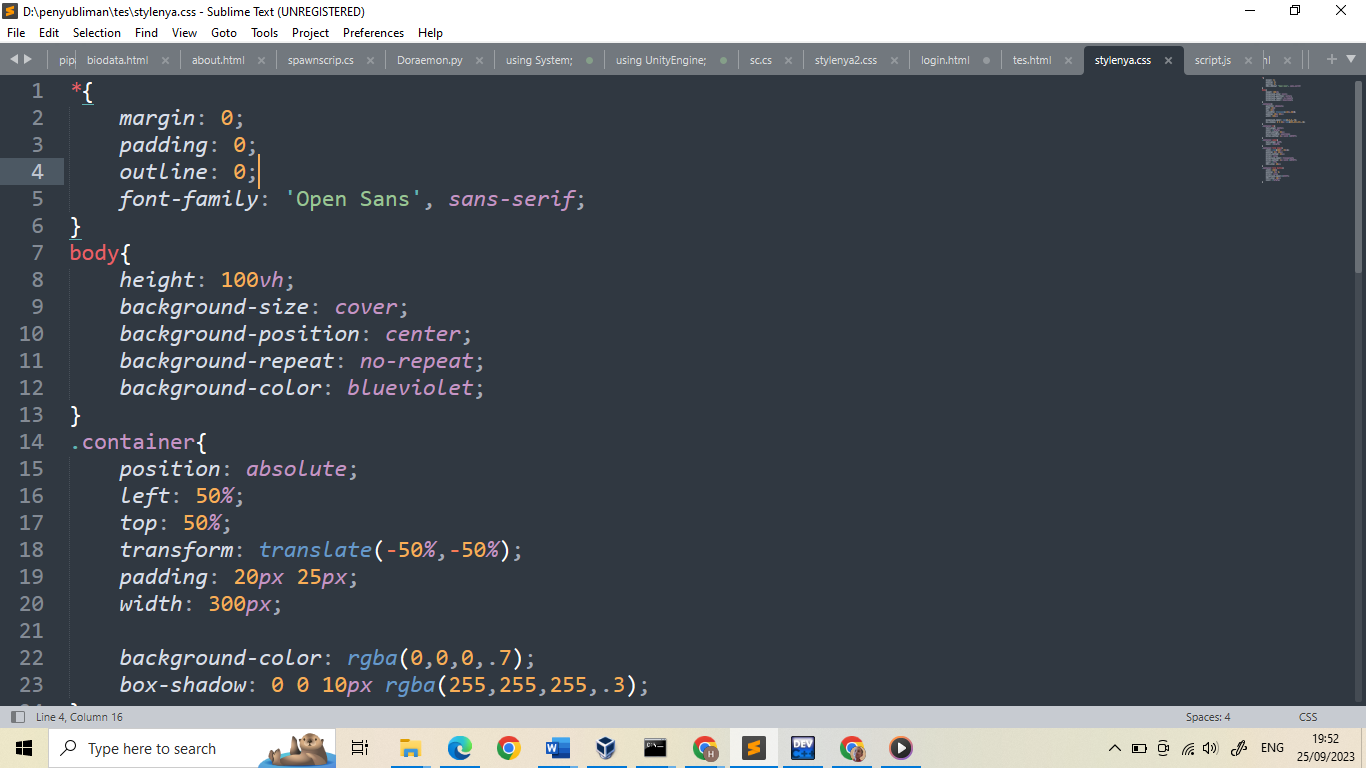 D:\penyubliman\tes\stylenya.css - Sublime Text (UNREGISTERED)
File Edit Selection Find View Goto Tools Project Preferences Help
pip biodata.html about.html spawnscrip.cs Doraemon.py using System; using UnityEngine; sc.cs stylenya2.css login.html tes.html stylenya.css script.js
1 *{
2 margin: 0;
3 padding: 0;
4 outline: 0;
5 font-family: 'Open Sans', sans-serif;
6 }
7 body{
8 height: 100vh;
9 background-size: cover;
10 background-position: center;
11 background-repeat: no-repeat;
12 background-color: blueviolet;
13 }
14 .container{
15 position: absolute;
16 left: 50%;
17 top: 50%;
18 transform: translate(-50%,-50%);
19 padding: 20px 25px;
20 width: 300px;
21
22 background-color: rgba(0,0,0,.7);
23 box-shadow: 0 0 10px rgba(255,255,255,.3);
Line 4, Column 16 Spaces: 4 CSS
Type here to search ENG 19:52
25/09/2023